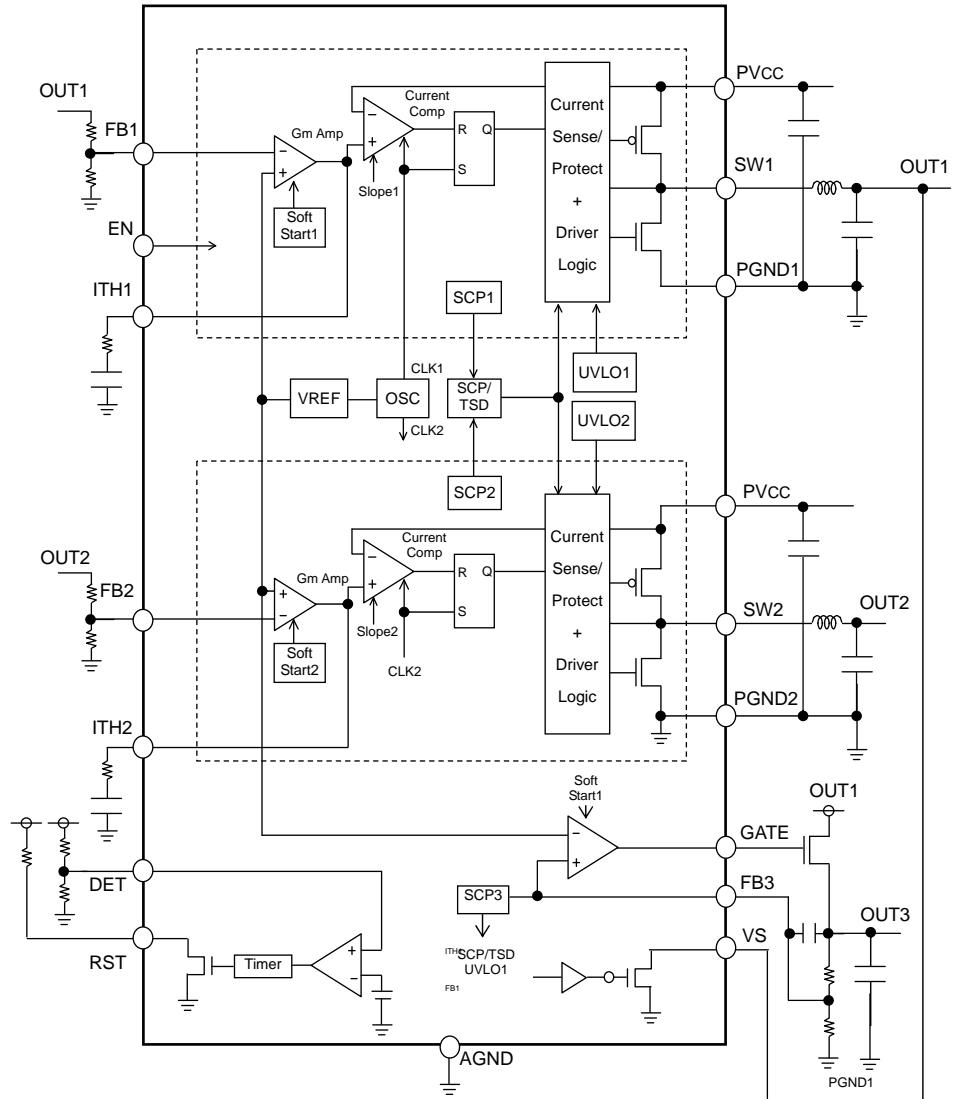 PVCC
OUT1
Current
Sense/
Protect
+
Driver
Logic
Current
Comp
Gm Amp
FB1
−
+
−
+
R
Q
S
SW1
OUT1
Slope1
Soft
Start1
EN
PGND1
ITH1
SCP1
UVLO1
CLK1
VREF
OSC
SCP/
TSD
CLK2
UVLO2
SCP2
PVCC
Current
Sense/
Protect
+
Driver
Logic
Current
Comp
OUT2
Gm Amp
FB2
+
−
−
+
R
Q
S
SW2
OUT2
Slope2
Soft
Start2
CLK2
PGND2
ITH2
Soft
Start1
OUT1
−
+
GATE
DET
SCP3
FB3
OUT3
RST
Timer
+
−
ITH
SCP/TSD
UVLO1
FB1
VS
AGND
PGND1